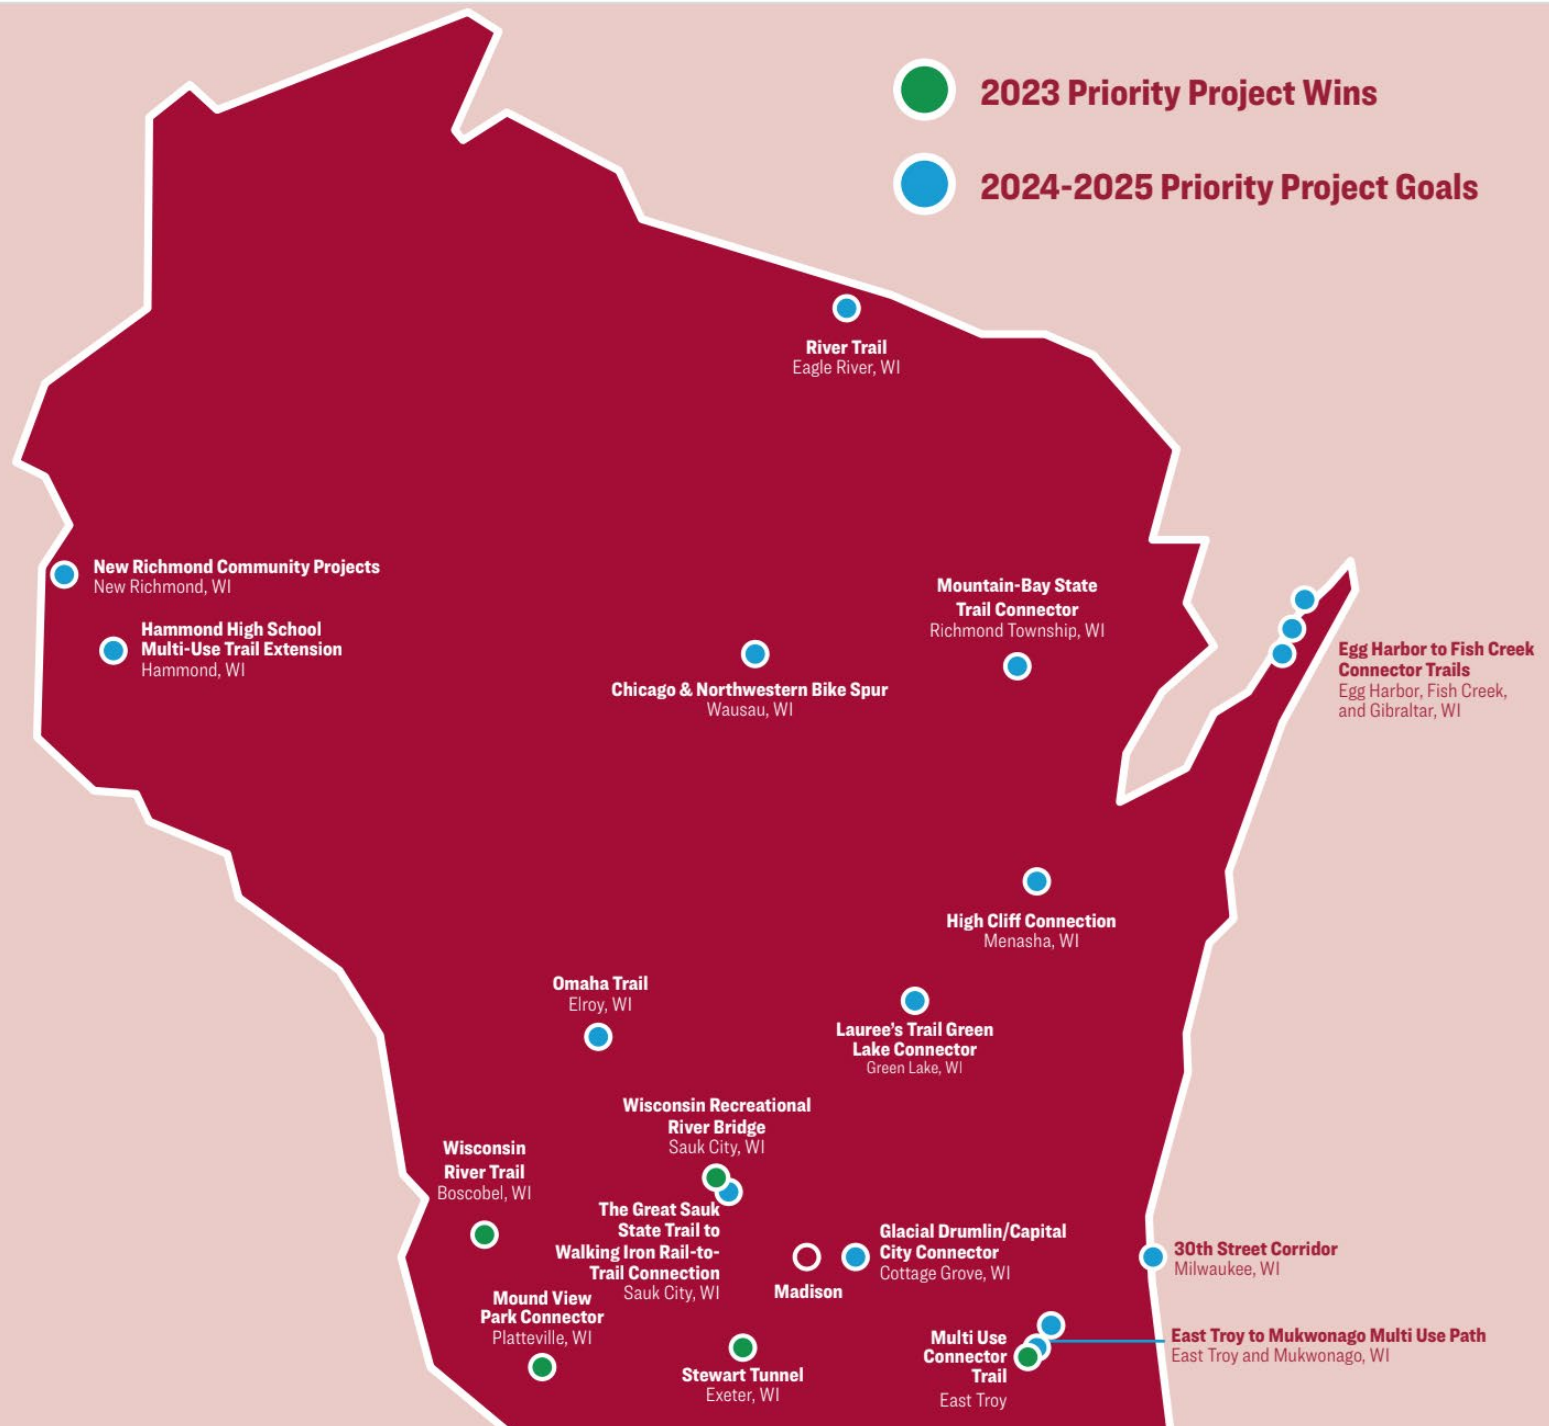 2023 Priority Project Wins
2024-2025 Priority Project Goals
River Trail
Eagle River, WI
New Richmond Community Projects
New Richmond, WI
Hammond High School
Multi-Use Trail Extension
Hammond, WI
Mountain-Bay State
Trail Connector
Richmond Township, WI
Chicago & Northwestern Bike Spur
Wausau, WI
Egg Harbor to Fish Creek
Connector Trails
Egg Harbor, Fish Creek,
and Gibraltar, WI
High Cliff Connection
Menasha, WI
Omaha Trail
Elroy, WI
Lauree's Trail Green
Lake Connector
Green Lake, WI
Wisconsin Recreational
River Bridge
Sauk City, WI
Wisconsin
River Trail
Boscobel, WI
The Great Sauk
State Trail to
Walking Iron Rail-to-
Trail Connection
Sauk City, WI
Madison
Glacial Drumlin/Capital
City Connector
Cottage Grove, WI
30th Street Corridor
Milwaukee, WI
Mound View
Park Connector
Platteville, WI
Stewart Tunnel
Exeter, WI
Multi Use
Connector
Trail
East Troy
East Troy to Mukwonago Multi Use Path
East Troy and Mukwonago, WI